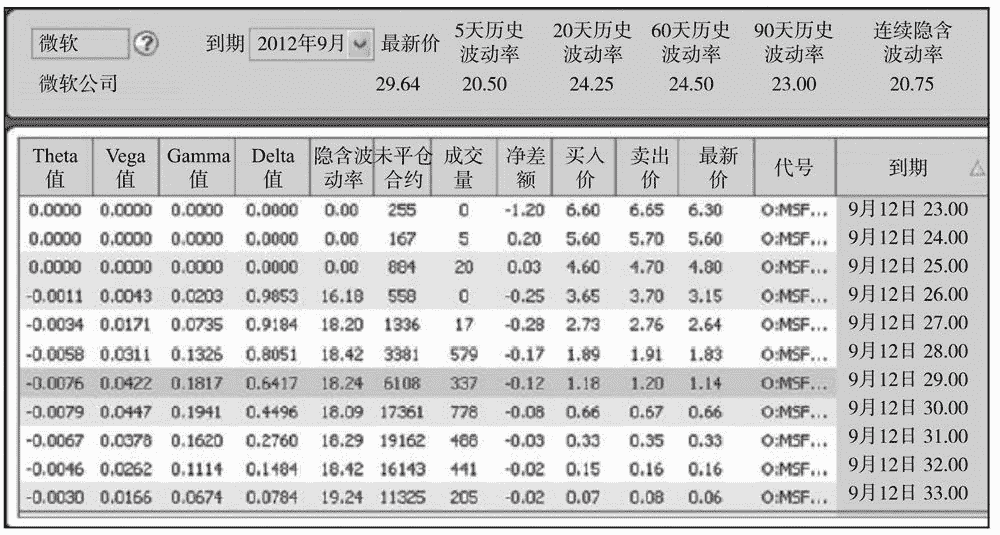 微软 ? 到期 2012年9月 最新价 5天历史波动率 20天历史波动率 60天历史波动率 90天历史波动率 连续隐含波动率
微软公司 29.64 20.50 24.25 24.50 23.00 20.75
Theta值 Vega值 Gamma值 Delta值 隐含波动率 未平仓合约 成交量 净差额 买入价 卖出价 最新价 代号 到期
0.0000 0.0000 0.0000 0.0000 0.00 255 0 -1.20 6.60 6.65 6.30 O:MSF... 9月12日 23.00
0.0000 0.0000 0.0000 0.0000 0.00 167 5 0.20 5.60 5.70 5.60 O:MSF... 9月12日 24.00
0.0000 0.0000 0.0000 0.0000 0.00 884 20 0.03 4.60 4.70 4.80 O:MSF... 9月12日 25.00
-0.0011 0.0043 0.0203 0.9853 16.18 558 0 -0.25 3.65 3.70 3.15 O:MSF... 9月12日 26.00
-0.0034 0.0171 0.0735 0.9184 18.20 1336 17 -0.28 2.73 2.76 2.64 O:MSF... 9月12日 27.00
-0.0058 0.0311 0.1326 0.8051 18.42 3381 579 -0.17 1.89 1.91 1.83 O:MSF... 9月12日 28.00
-0.0076 0.0422 0.1817 0.6417 18.24 6108 337 -0.12 1.18 1.20 1.14 O:MSF... 9月12日 29.00
-0.0079 0.0447 0.1941 0.4496 18.09 17361 778 -0.08 0.66 0.67 0.66 O:MSF... 9月12日 30.00
-0.0067 0.0378 0.1620 0.2760 18.29 19162 488 -0.03 0.33 0.35 0.33 O:MSF... 9月12日 31.00
-0.0046 0.0262 0.1114 0.1484 18.42 16143 441 -0.02 0.15 0.16 0.16 O:MSF... 9月12日 32.00
-0.0030 0.0166 0.0674 0.0784 19.24 11325 205 -0.02 0.07 0.08 0.06 O:MSF... 9月12日 33.00